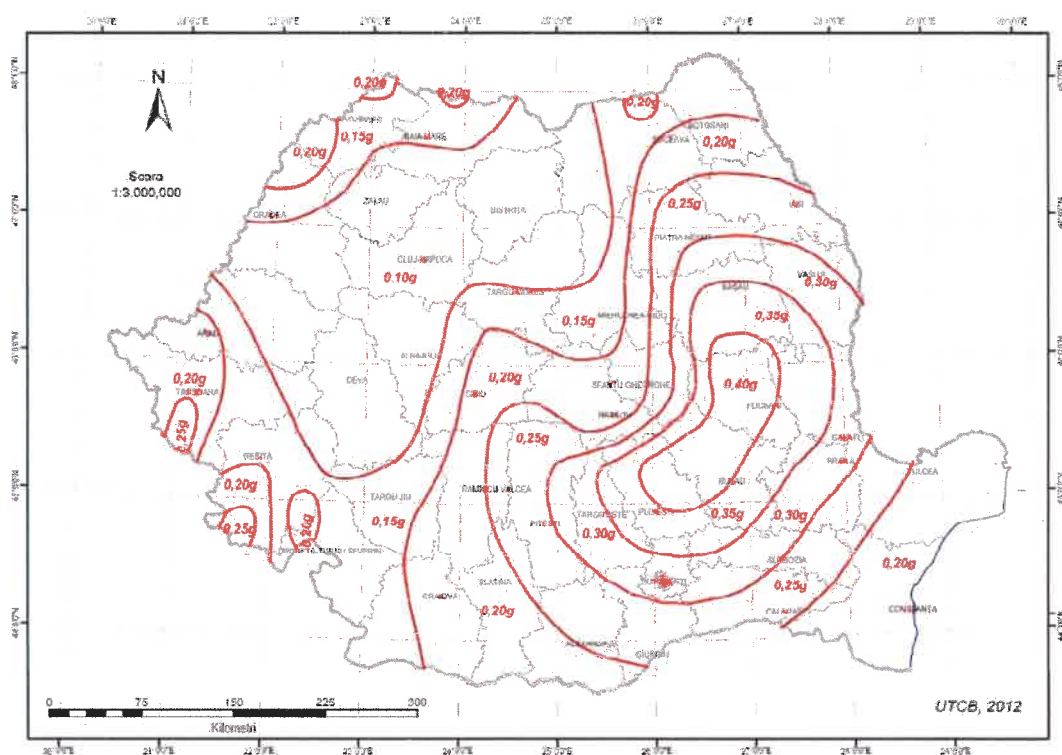 N
Scara
1:3.000,000
0,20g
0,20g
0,20g
0,15g
0,20g
BAIA MARE
SUCEAVA
BOTOSANI
0,20g
0,25g
IASI
ORADEA
ZALAU
BISTRITA
PIATRA NEAMT
CLUJ-NAPOCA
0.10g
VASLUI
0,30g
BACAU
TARGU MURES
0,15g
MIERCUREA CIUC
0,35g
ARAD
ALBA IULIA
0,20g
TIMISOARA
0,25g
DEVA
0,20g
SIBIU
SFANTU GHEORGHE
BRASOV
0,40g
FOCSANI
0,25g
GALATI
BRAILA
TULCEA
RESITA
0,20g
0,25g
0,20g
TARGU JIU
0,15g
RAMNICU VALCEA
PITESTI
TARGOVISTE
0,30g
PLOIESTI
BUZAU
0,35g
0,30g
SLOBOZIA
0,25g
CALARASI
0,20g
CONSTANTA
SLATINA
CRAIOVA
0,20g
ALEXANDRIA
GIURGIU
0 75 150 225 300
Kilometri
UTCB, 2012